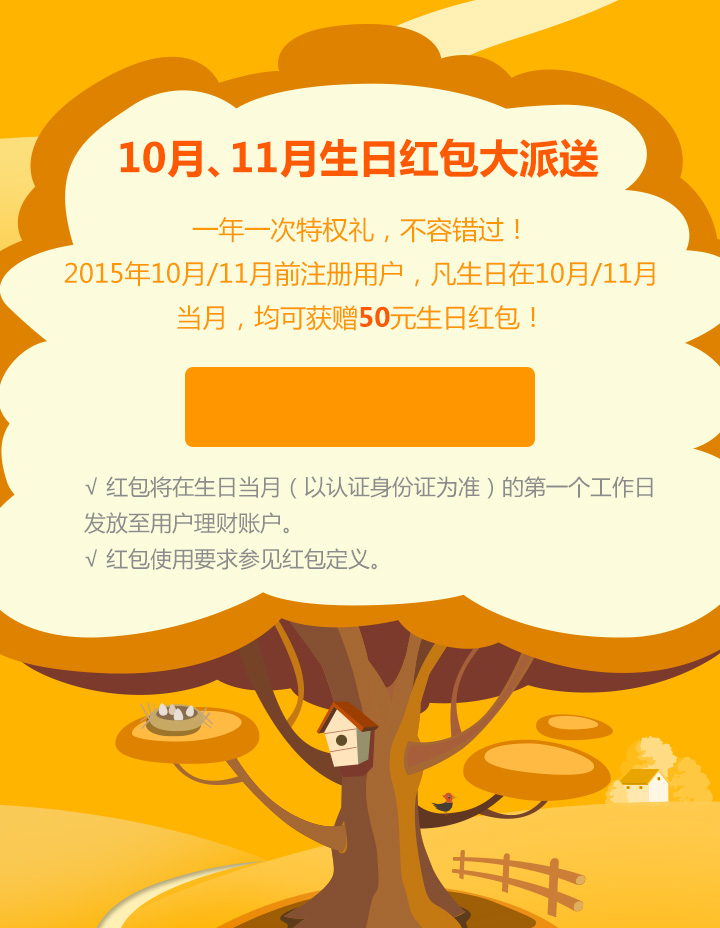 10月、11月生日红包大派送
一年一次特权礼，不容错过！
2015年10月/11月前注册用户，凡生日在10月/11月
当月，均可获赠50元生日红包！
√ 红包将在生日当月（以认证身份证为准）的第一个工作日
发放至用户理财账户。
√ 红包使用要求参见红包定义。